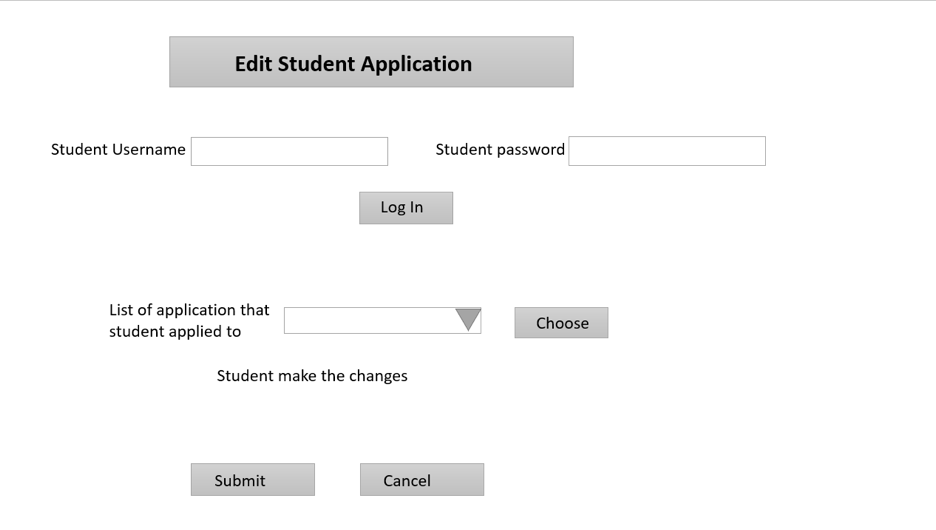 Edit Student Application
Student Username
Student password
Log In
List of application that
student applied to
Choose
Student make the changes
Submit
Cancel